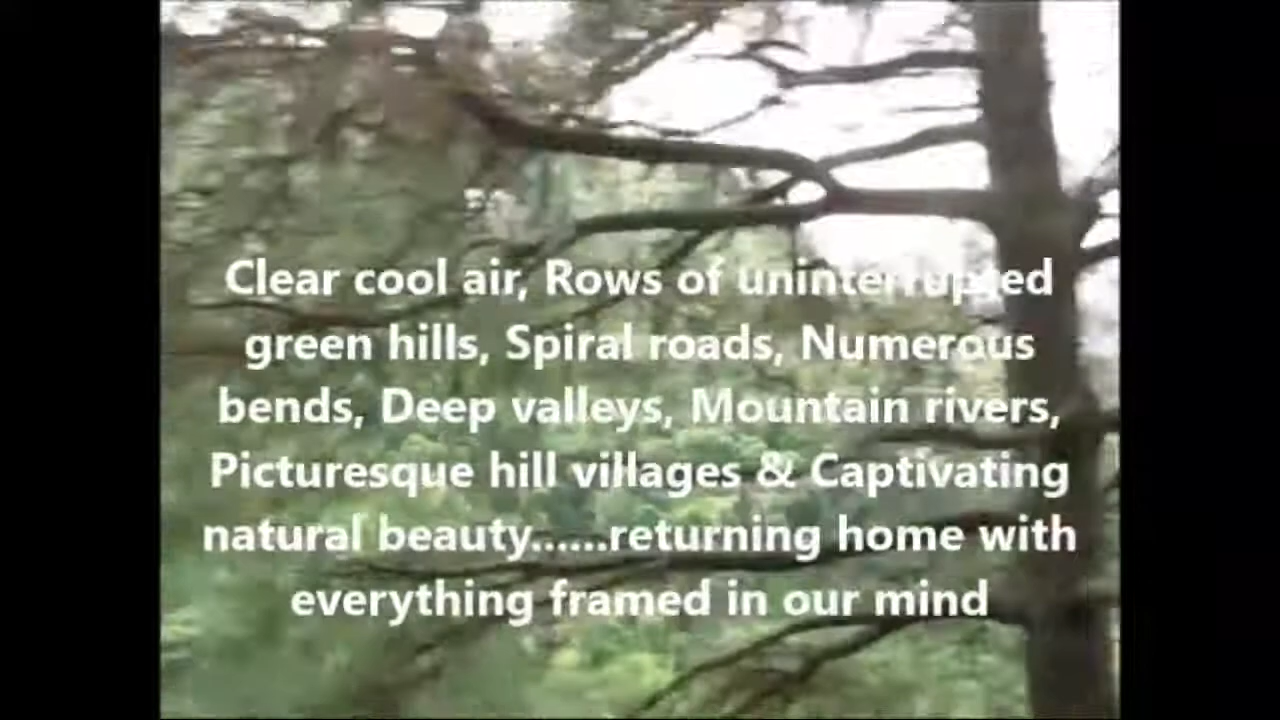 Clear cool air, Rows of uninterrupted
green hills, Spiral roads, Numerous
bends, Deep valleys, Mountain rivers,
Picturesque hill villages & Captivating
natural beauty......returning home with
everything framed in our mind